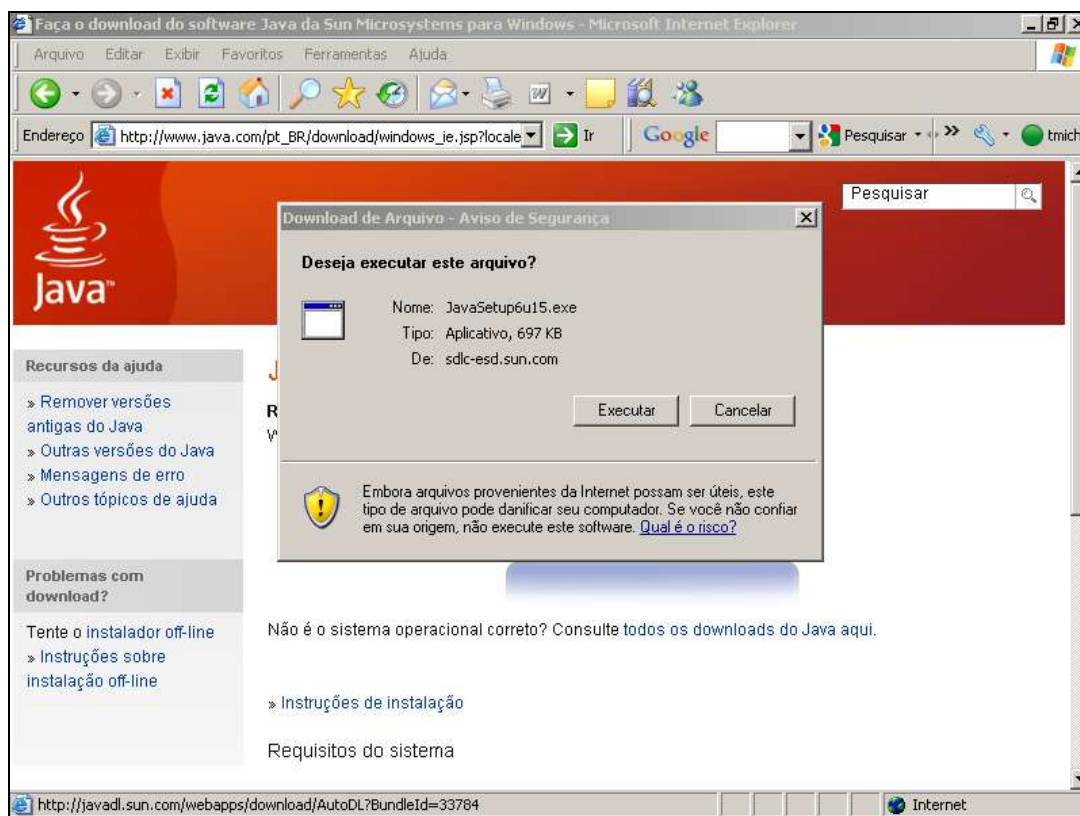 Faça o download do software Java da Sun Microsystems para Windows - Microsoft Internet Explorer
Arquivo Editar Exibir Favoritos Ferramentas Ajuda
Endereço http://www.java.com/pt_BR/download/windows_ie.jsp?locale Ir Google Pesquisar
Java™
Pesquisar
Download de Arquivo - Aviso de Segurança
Deseja executar este arquivo?
Nome: JavaSetup6u15.exe
Tipo: Aplicativo, 697 KB
De: sdlc-esd.sun.com
Executar Cancelar
Embora arquivos provenientes da Internet possam ser úteis, este
tipo de arquivo pode danificar seu computador. Se você não confiar
em sua origem, não execute este software. Qual é o risco?
Recursos da ajuda
» Remover versões
antigas do Java
» Outras versões do Java
» Mensagens de erro
» Outros tópicos de ajuda
Problemas com
download?
Tente o instalador off-line
» Instruções sobre
instalação off-line
Não é o sistema operacional correto? Consulte todos os downloads do Java aqui.
» Instruções de instalação
Requisitos do sistema
http://javadl.sun.com/webapps/download/AutoDL?BundleId=33784 Internet